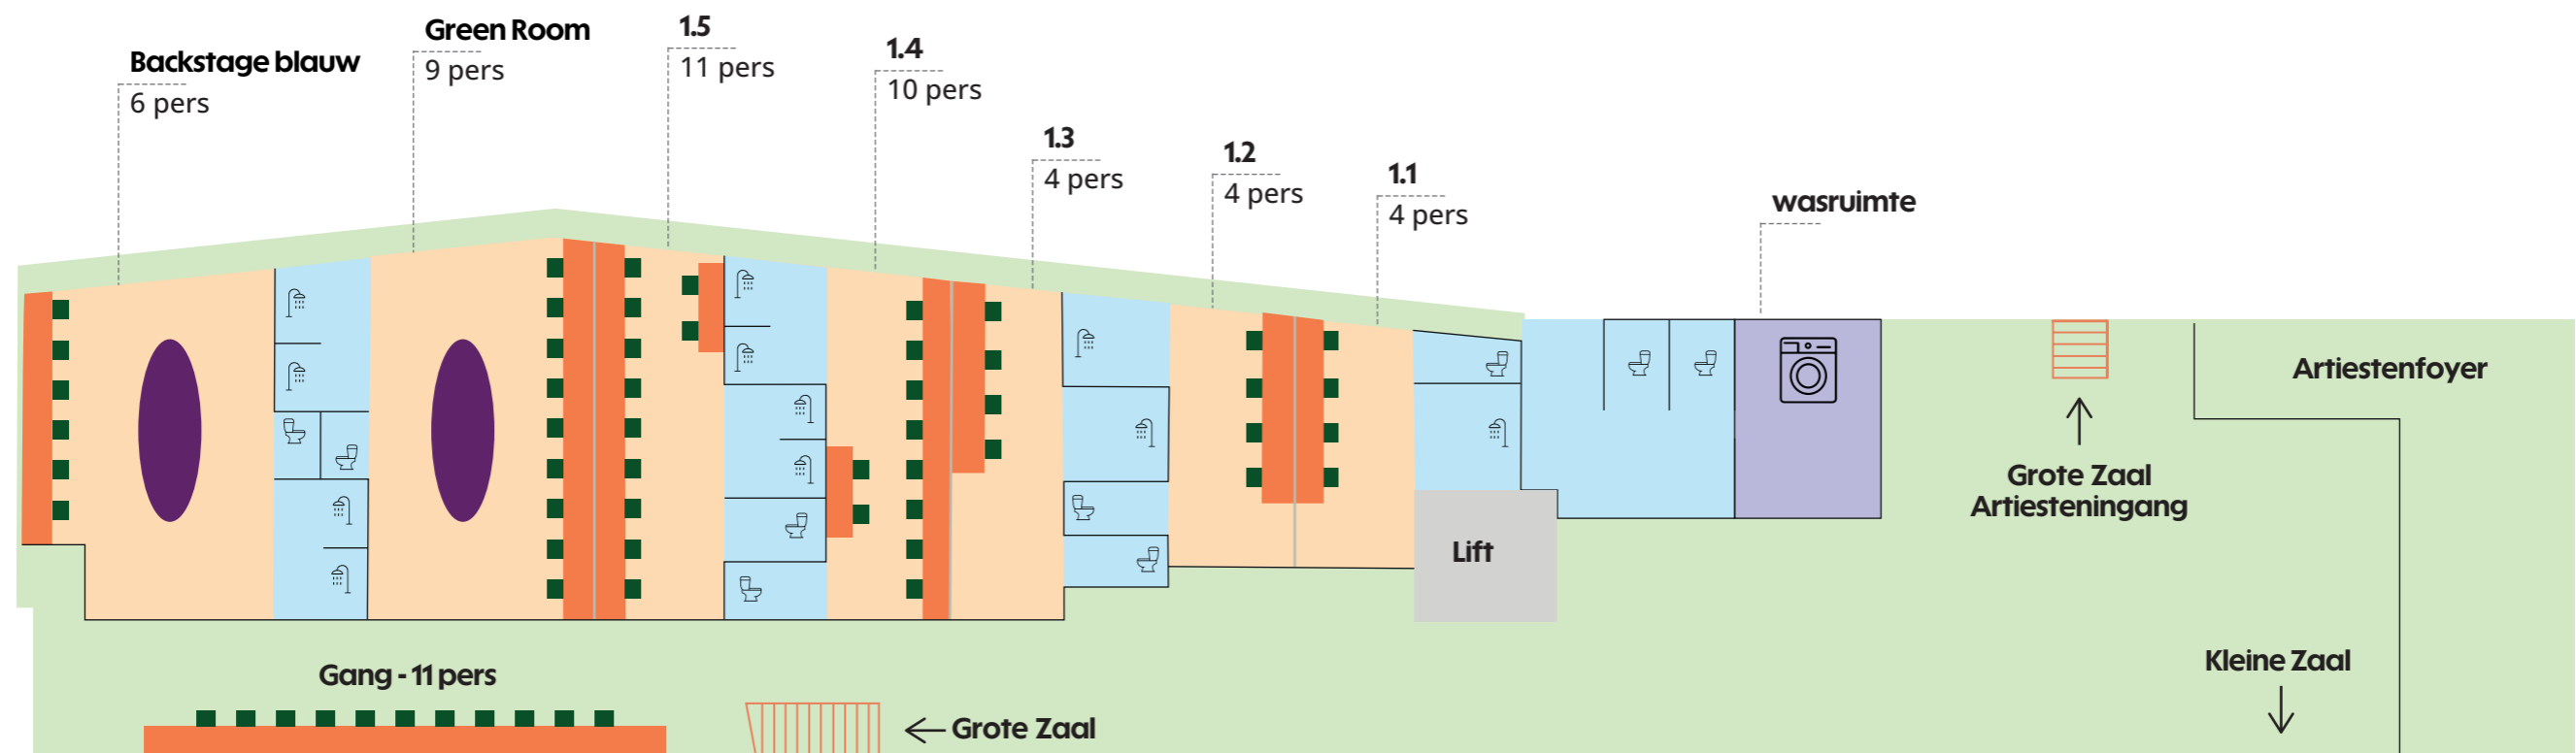 Backstage blauw
6 pers
Green Room
9 pers
1.5
11 pers
1.4
10 pers
1.3
4 pers
1.2
4 pers
1.1
4 pers
wasruimte
Artiestenfoyer
Grote Zaal
Artiesteningang
Lift
Kleine Zaal
Gang - 11 pers
Grote Zaal